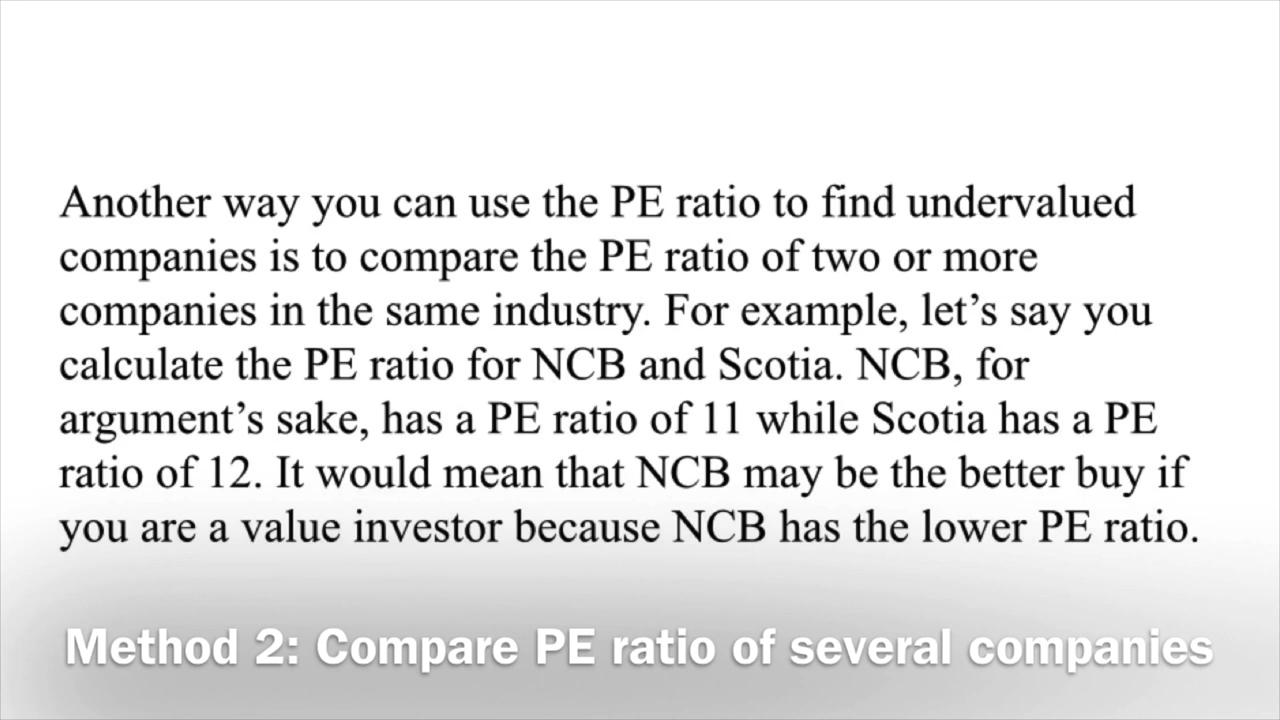 Another way you can use the PE ratio to find undervalued
companies is to compare the PE ratio of two or more
companies in the same industry. For example, let’s say you
calculate the PE ratio for NCB and Scotia. NCB, for
argument’s sake, has a PE ratio of 11 while Scotia has a PE
ratio of 12. It would mean that NCB may be the better buy if
you are a value investor because NCB has the lower PE ratio.
Method 2: Compare PE ratio of several companies